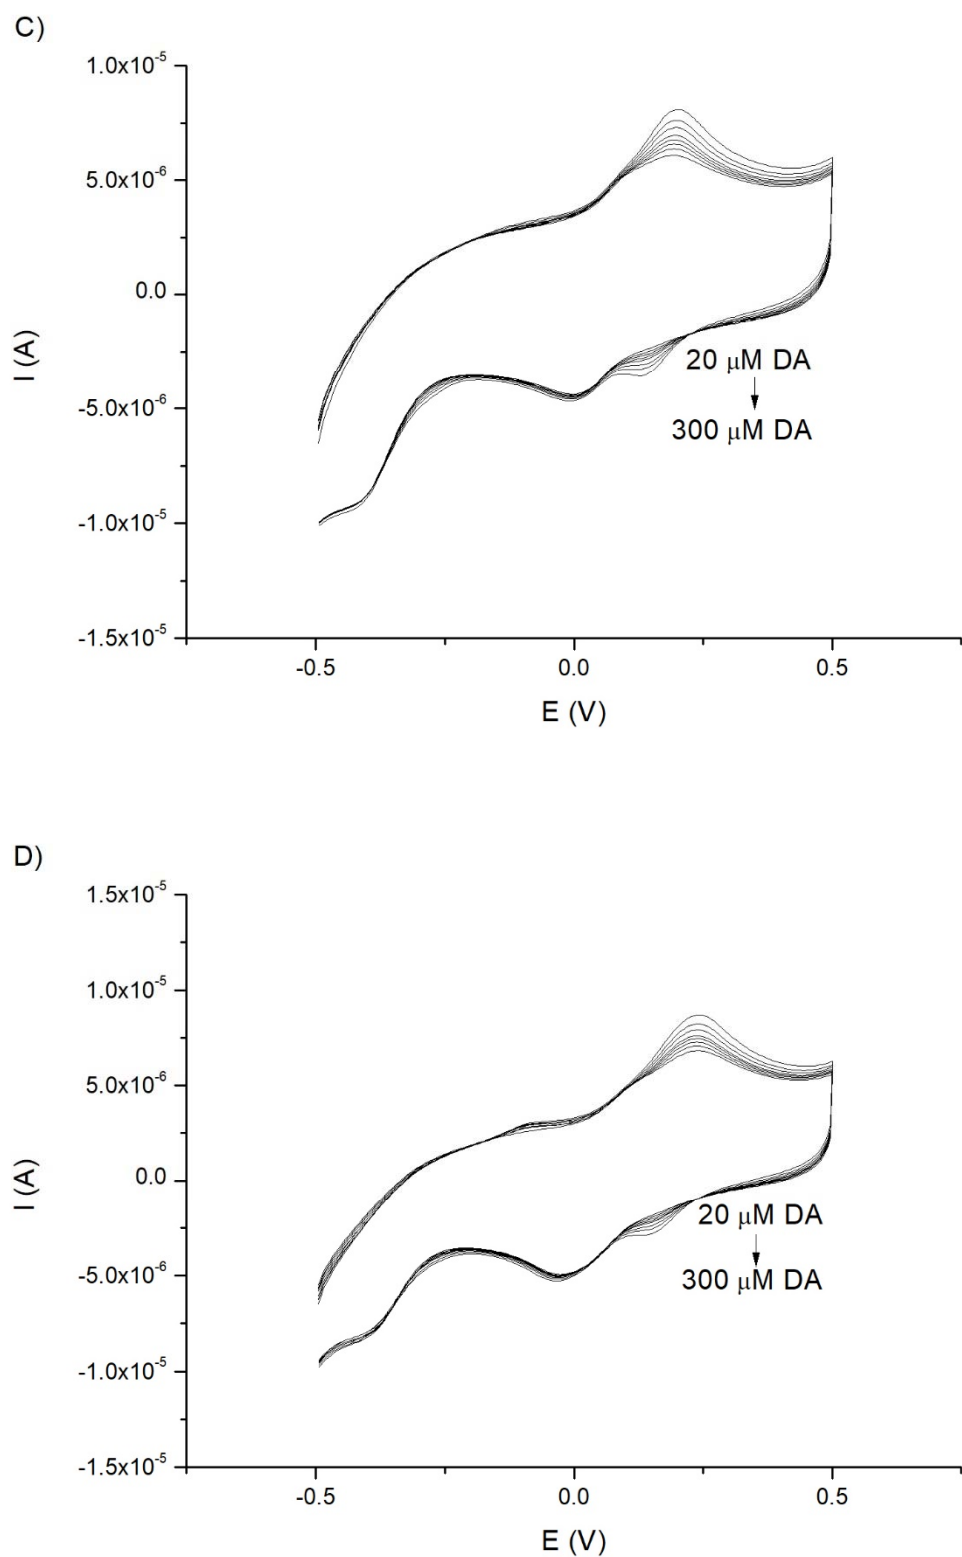 C)
1.0x10⁻⁵
5.0x10⁻⁶
0.0
-5.0x10⁻⁶
-1.0x10⁻⁵
-1.5x10⁻⁵
I (A)
20 μM DA
300 μM DA
-0.5
0.0
0.5
E (V)
D)
1.5x10⁻⁵
1.0x10⁻⁵
5.0x10⁻⁶
0.0
-5.0x10⁻⁶
-1.0x10⁻⁵
-1.5x10⁻⁵
I (A)
20 μM DA
300 μM DA
-0.5
0.0
0.5
E (V)